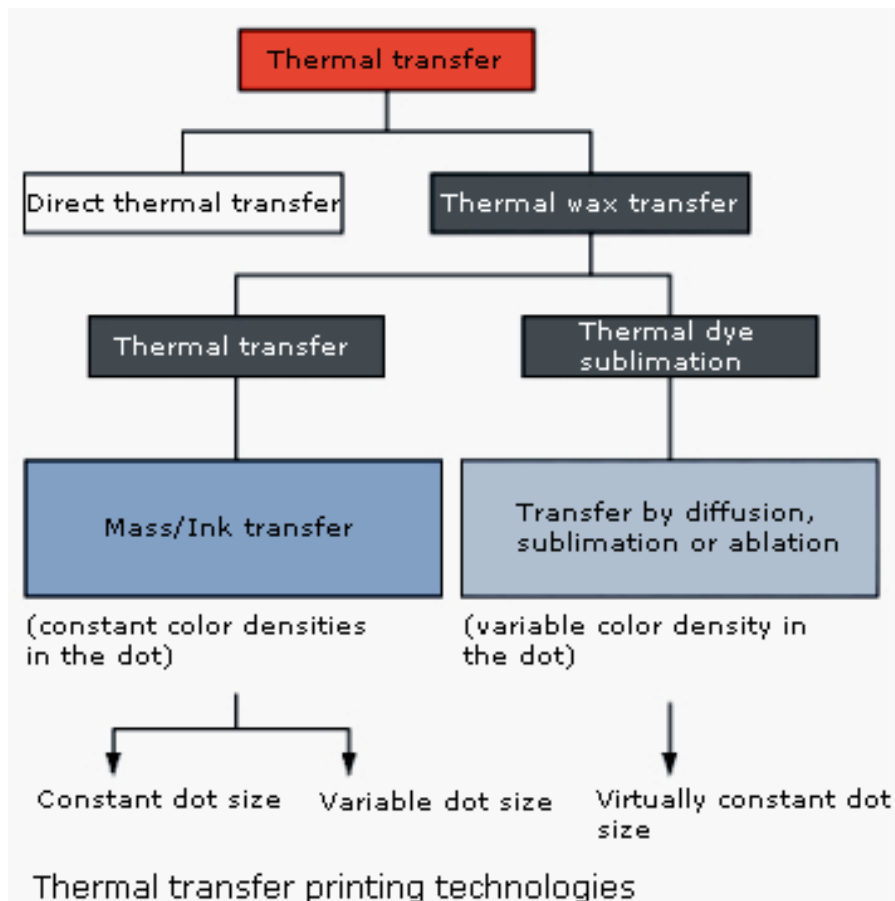 Thermal transfer
Direct thermal transfer
Thermal wax transfer
Thermal transfer
Thermal dye
sublimation
Mass/Ink transfer
Transfer by diffusion,
sublimation or ablation
(constant color densities
in the dot)
(variable color density in
the dot)
Constant dot size
Variable dot size
Virtually constant dot
size
Thermal transfer printing technologies